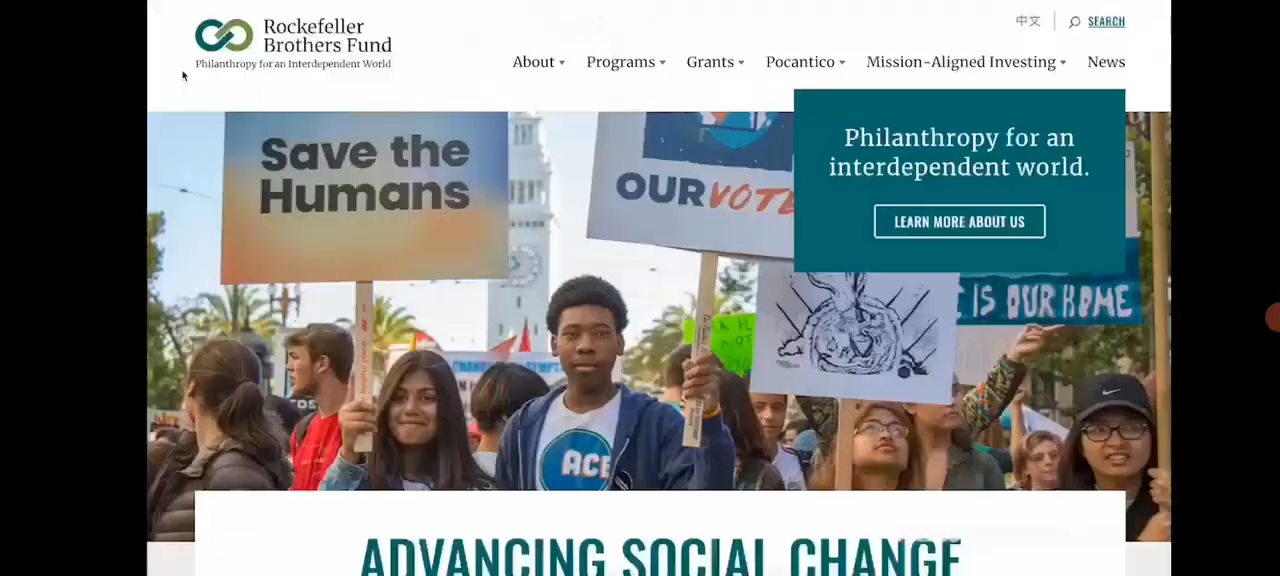 Rockefeller
Brothers Fund
Philanthropy for an Interdependent World
中文
SEARCH
About
Programs
Grants
Pocantico
Mission-Aligned Investing
News
Philanthropy for an
interdependent world.
LEARN MORE ABOUT US
Save the
Humans
OUR VOTE
IS OUR HOME
NOT
ACE
ADVANCING SOCIAL CHANGE